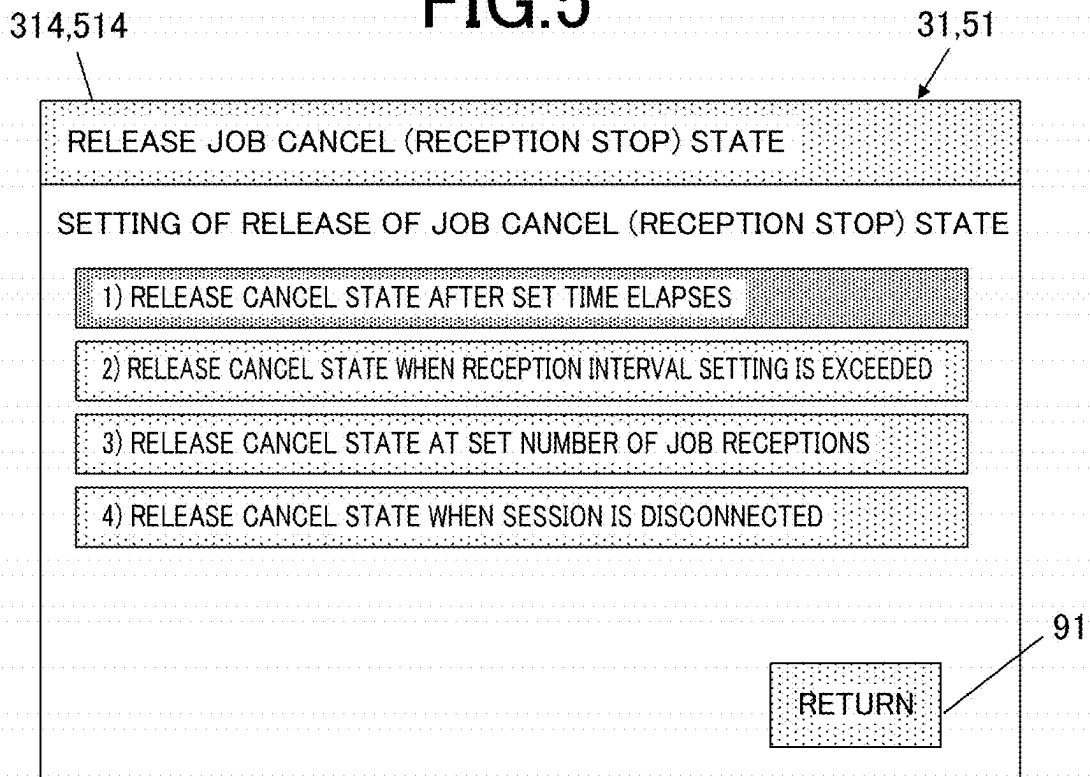 FIG.5
314,514
31,51
RELEASE JOB CANCEL (RECEPTION STOP) STATE
SETTING OF RELEASE OF JOB CANCEL (RECEPTION STOP) STATE
1) RELEASE CANCEL STATE AFTER SET TIME ELAPSES
2) RELEASE CANCEL STATE WHEN RECEPTION INTERVAL SETTING IS EXCEEDED
3) RELEASE CANCEL STATE AT SET NUMBER OF JOB RECEPTIONS
4) RELEASE CANCEL STATE WHEN SESSION IS DISCONNECTED
91
RETURN